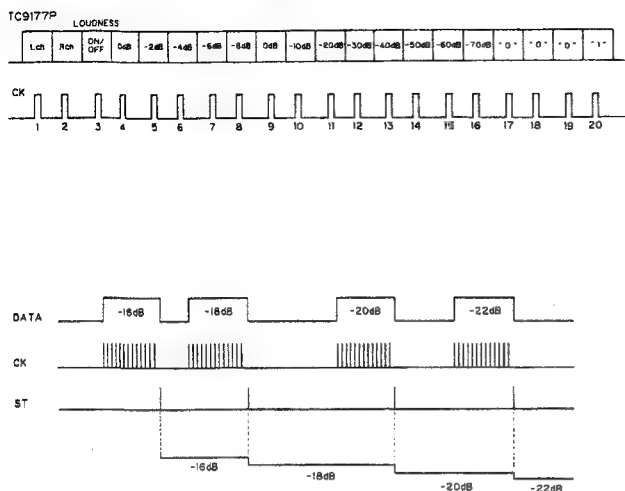 TC9177P
LOUDNESS
Lch Rch ON/OFF 0dB -2dB -4dB -6dB -8dB 0dB -10dB -20dB -30dB -40dB -50dB -60dB -70dB "0" "0" "0" "1"
CK
1 2 3 4 5 6 7 8 9 10 11 12 13 14 15 16 17 18 19 20
DATA -16dB -18dB -20dB -22dB
CK
ST
-16dB -18dB -20dB -22dB